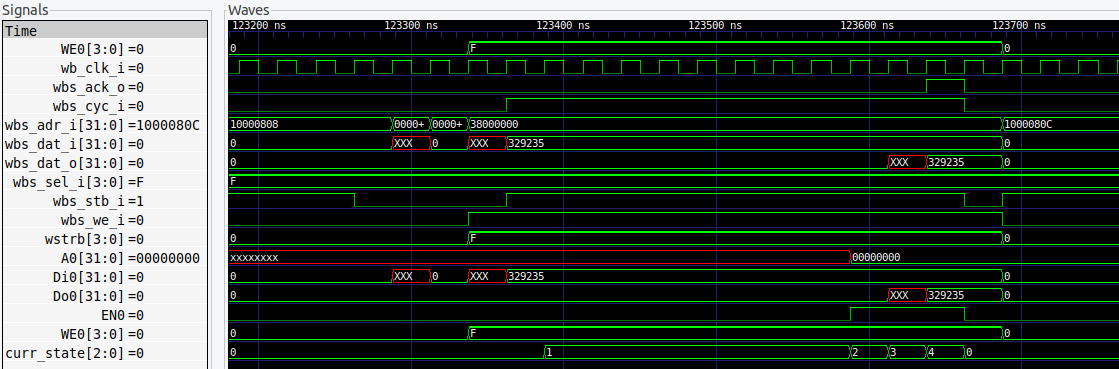 Signals
Waves
Time
123200 ns 123300 ns 123400 ns 123500 ns 123600 ns 123700 ns
WE0[3:0] =0 0 F 0
wb_clk_i =0
wbs_ack_o =0
wbs_cyc_i =0
wbs_adr_i[31:0] =1000080C 10000808 0000+ 0000+ 38000000 1000080C
wbs_dat_i[31:0] =0 0 XXX 0 XXX 329235 0
wbs_dat_o[31:0] =0 0 XXX 329235 0
wbs_sel_i[3:0] =F F
wbs_stb_i =1
wbs_we_i =0
wstrb[3:0] =0 0 F 0
A0[31:0] =00000000 xxxxxxxx 00000000
Di0[31:0] =0 0 XXX 0 XXX 329235 0
Do0[31:0] =0 0 XXX 329235 0
EN0 =0
WE0[3:0] =0 0 F 0
curr_state[2:0] =0 0 1 2 3 4 0